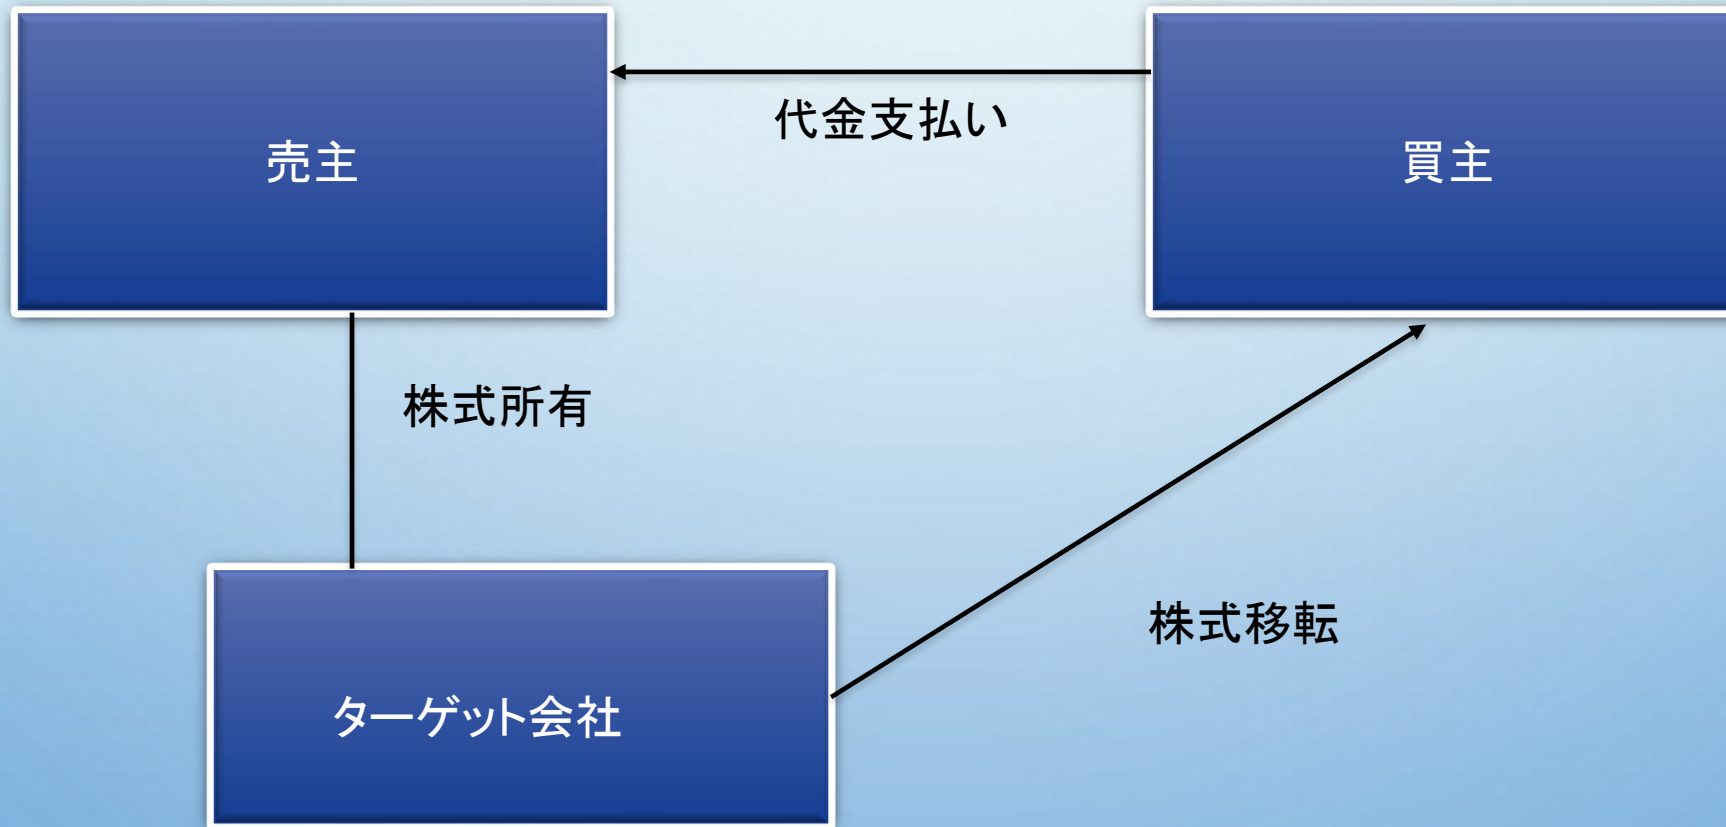 代金支払い
売主
買主
株式所有
株式移転
ターゲット会社